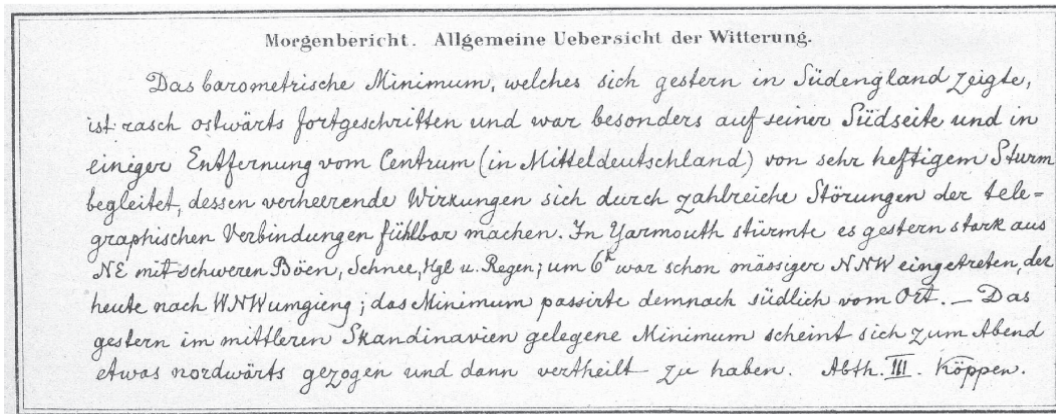 Morgenbericht. Allgemeine Uebersicht der Witterung.
Das barometrische Minimum, welches sich gestern in Südengland zeigte,
ist rasch ostwärts fortgeschritten und war besonders auf seiner Südseite und in
einiger Entfernung vom Centrum (in Mitteldeutschland) von sehr heftigem Sturm
begleitet, dessen verheerende Wirkungen sich durch zahlreiche Störungen der tele-
graphischen Verbindungen fühlbar machen. In Yarmouth stürmte es gestern stark aus
NE mit schweren Böen, Schnee, Hgl u. Regen; um 6h war schon mässiger NNW eingetreten, der
heute nach WNW umgieng; das Minimum passirte demnach südlich vom Ort. — Das
gestern im mittleren Skandinavien gelegene Minimum scheint sich zum Abend
etwas nordwärts gezogen und dann vertheilt zu haben. Abth. III. Köppen.